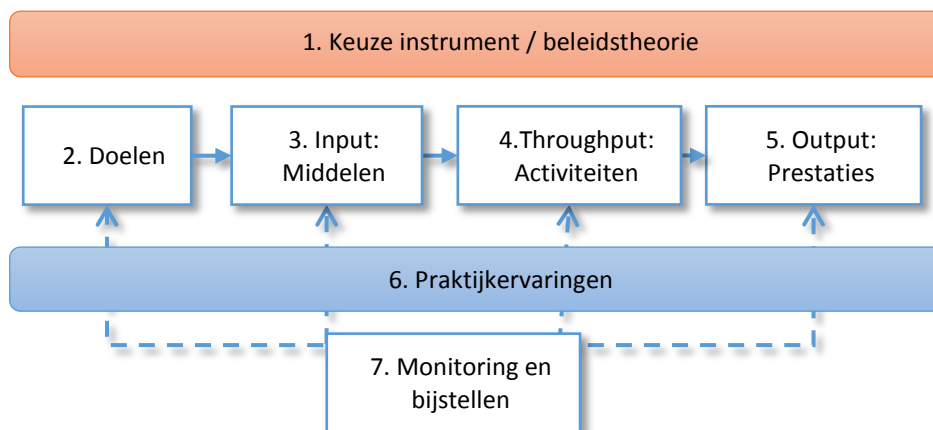 1. Keuze instrument / beleidstheorie
2. Doelen
3. Input:
Middelen
4.Throughput:
Activiteiten
5. Output:
Prestaties
6. Praktijkervaringen
7. Monitoring en
bijstellen